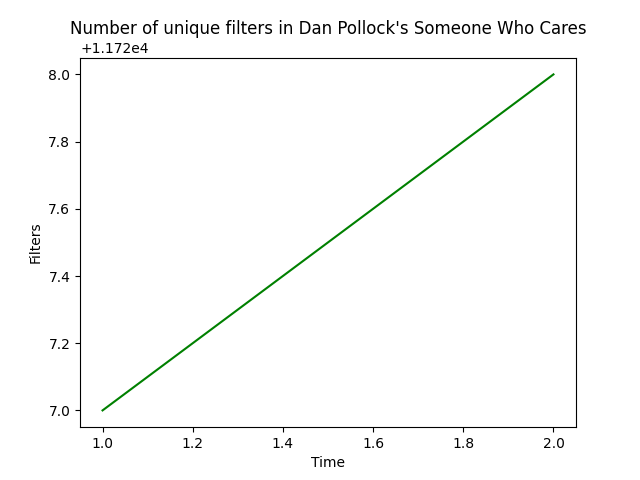 Number of unique filters in Dan Pollock's Someone Who Cares
+1.172e4
8.0
7.8
7.6
7.4
7.2
7.0
Filters
1.0 1.2 1.4 1.6 1.8 2.0
Time